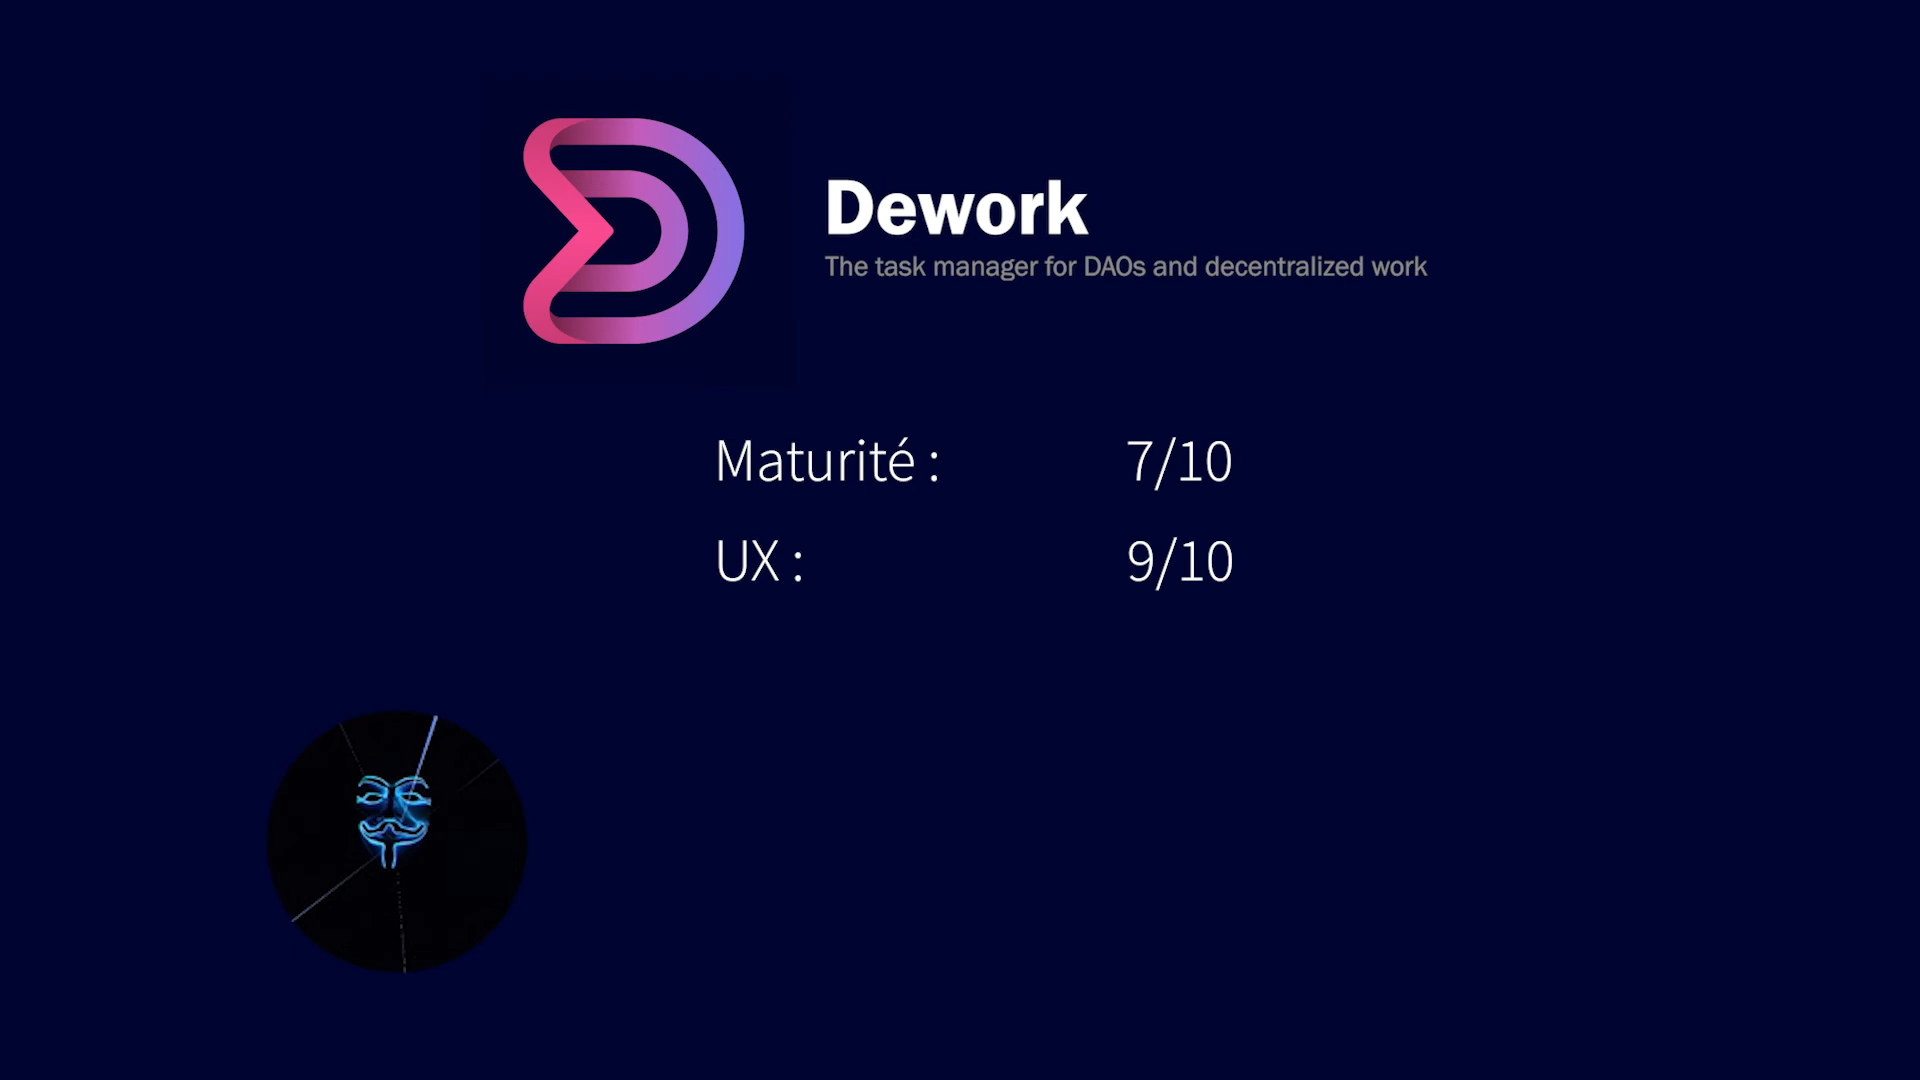 Dework
The task manager for DAOs and decentralized work
Maturité : 7/10
UX : 9/10